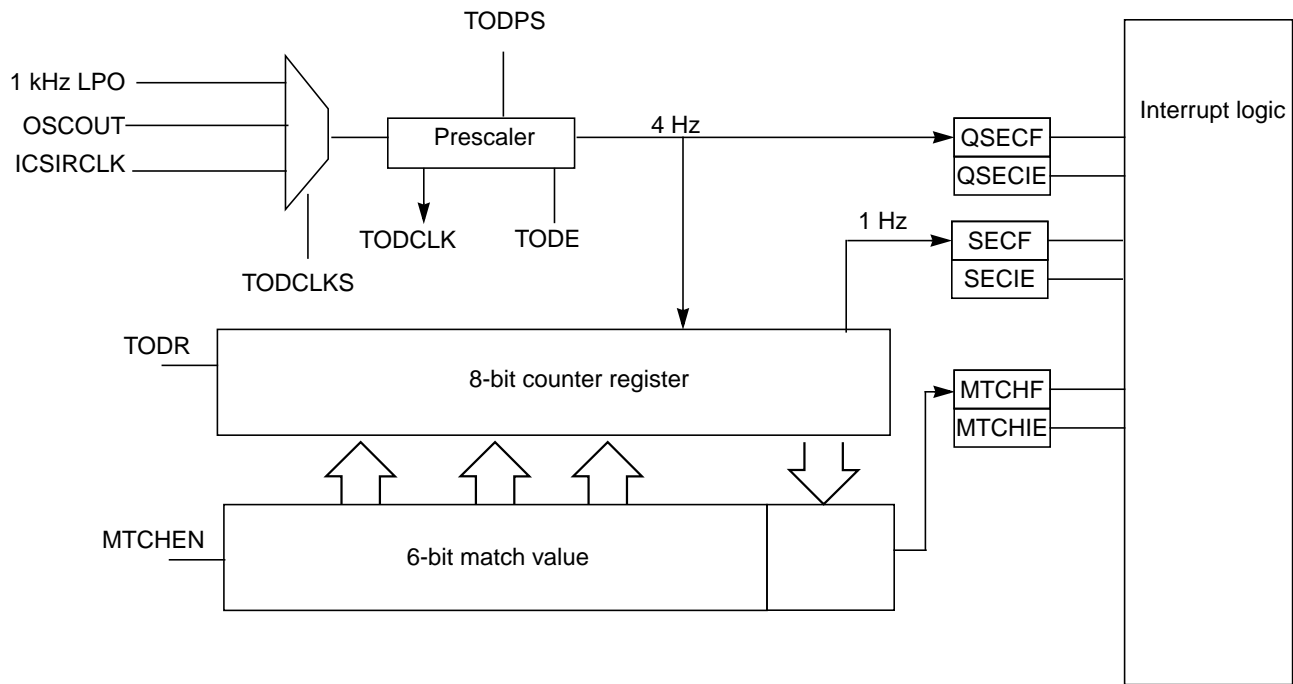 TODPS
1 kHz LPO
OSCOUT
ICSIRCLK
Prescaler
4 Hz
TODCLK
TODE
TODCLKS
QSECF
QSECIE
1 Hz
SECF
SECIE
Interrupt logic
TODR
8-bit counter register
MTCHF
MTCHIE
MTCHEN
6-bit match value